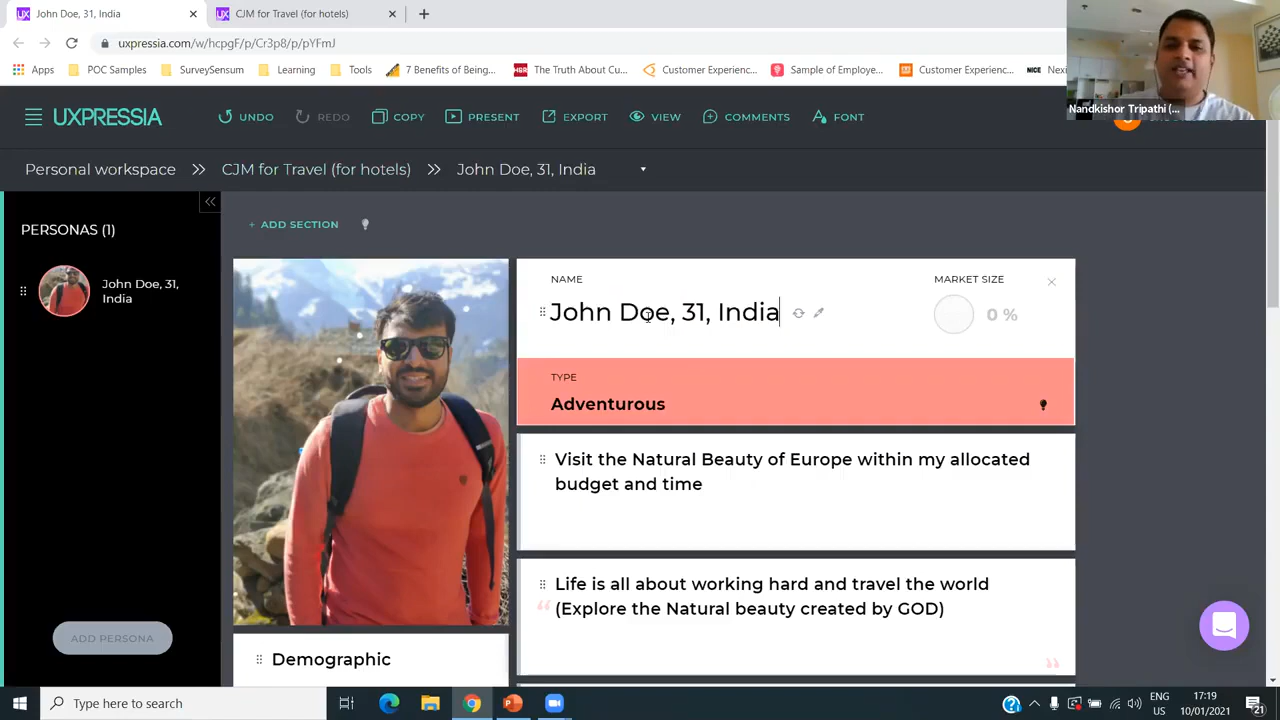 John Doe, 31, India
CJM for Travel (for hotels)
uxpressia.com/w/hcpgF/p/Cr3p8/p/pYFmJ
Apps
POC Samples
SurveySensum
Learning
Tools
7 Benefits of Being...
HBR
The Truth About Cu...
Customer Experienc...
Sample of Employe...
Customer Experienc...
NICE
Nexi
Nandkishor Tripathi (...
UXPRESSIA
UNDO
REDO
COPY
PRESENT
EXPORT
VIEW
COMMENTS
FONT
Personal workspace
CJM for Travel (for hotels)
John Doe, 31, India
PERSONAS (1)
John Doe, 31,
India
ADD PERSONA
+ ADD SECTION
NAME
John Doe, 31, India
MARKET SIZE
0 %
TYPE
Adventurous
Visit the Natural Beauty of Europe within my allocated
budget and time
Life is all about working hard and travel the world
(Explore the Natural beauty created by GOD)
Demographic
Type here to search
ENG
US
17:19
10/01/2021
21